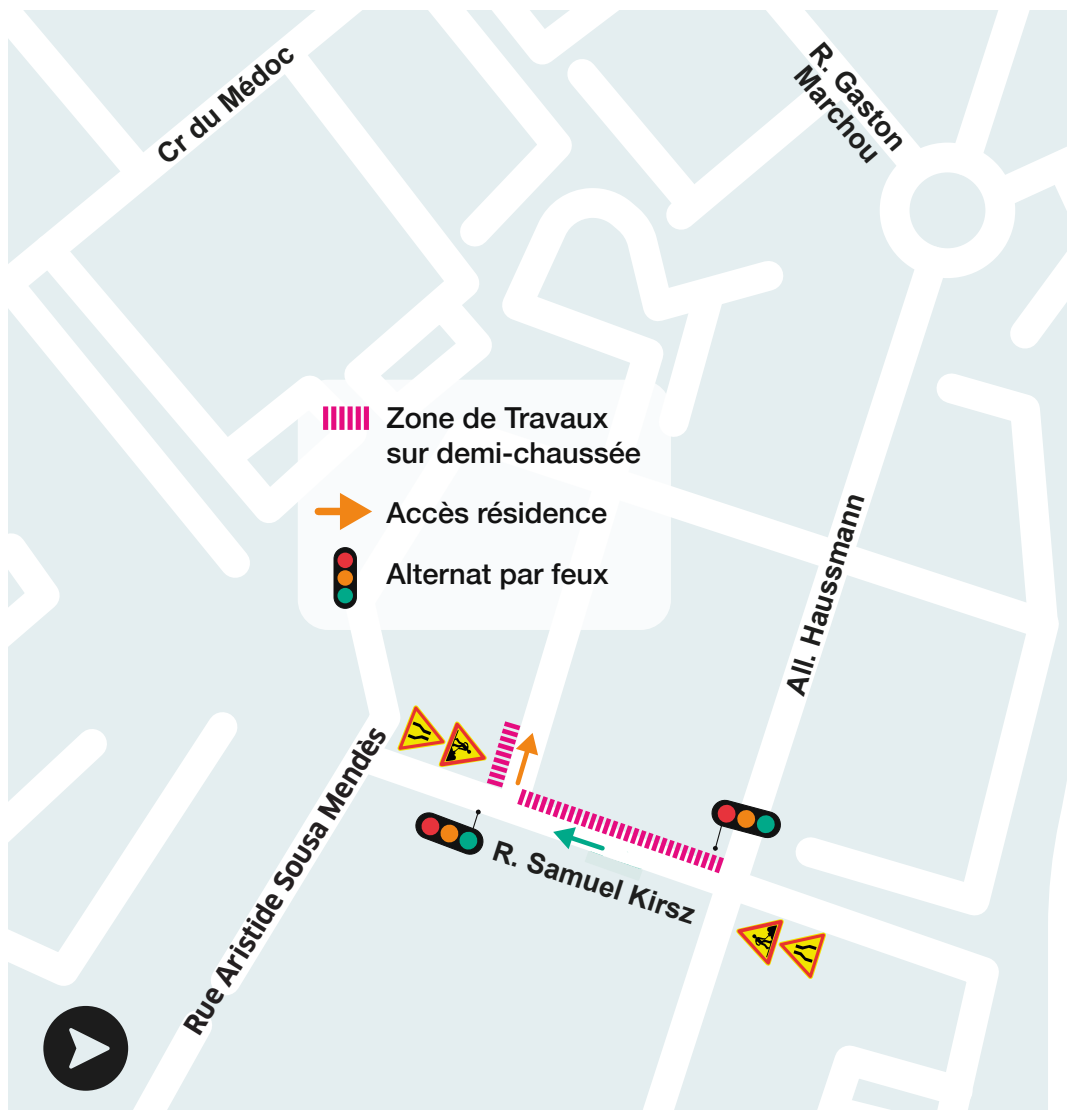 Cr du Médoc
R. Gaston
Marchou
Zone de Travaux
sur demi-chaussée
Accès résidence
Alternat par feux
All. Haussmann
Rue Aristide Sousa Mendès
R. Samuel Kirsz